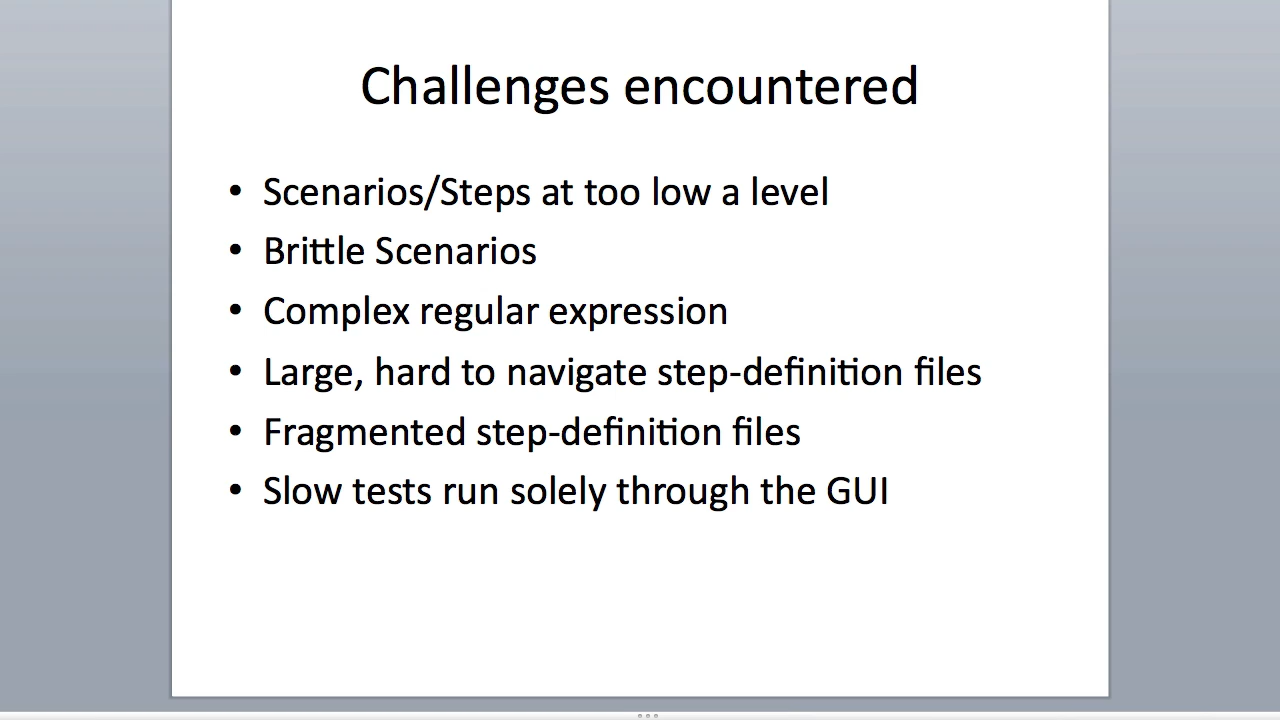 Challenges encountered
• Scenarios/Steps at too low a level
• Brittle Scenarios
• Complex regular expression
• Large, hard to navigate step-definition files
• Fragmented step-definition files
• Slow tests run solely through the GUI